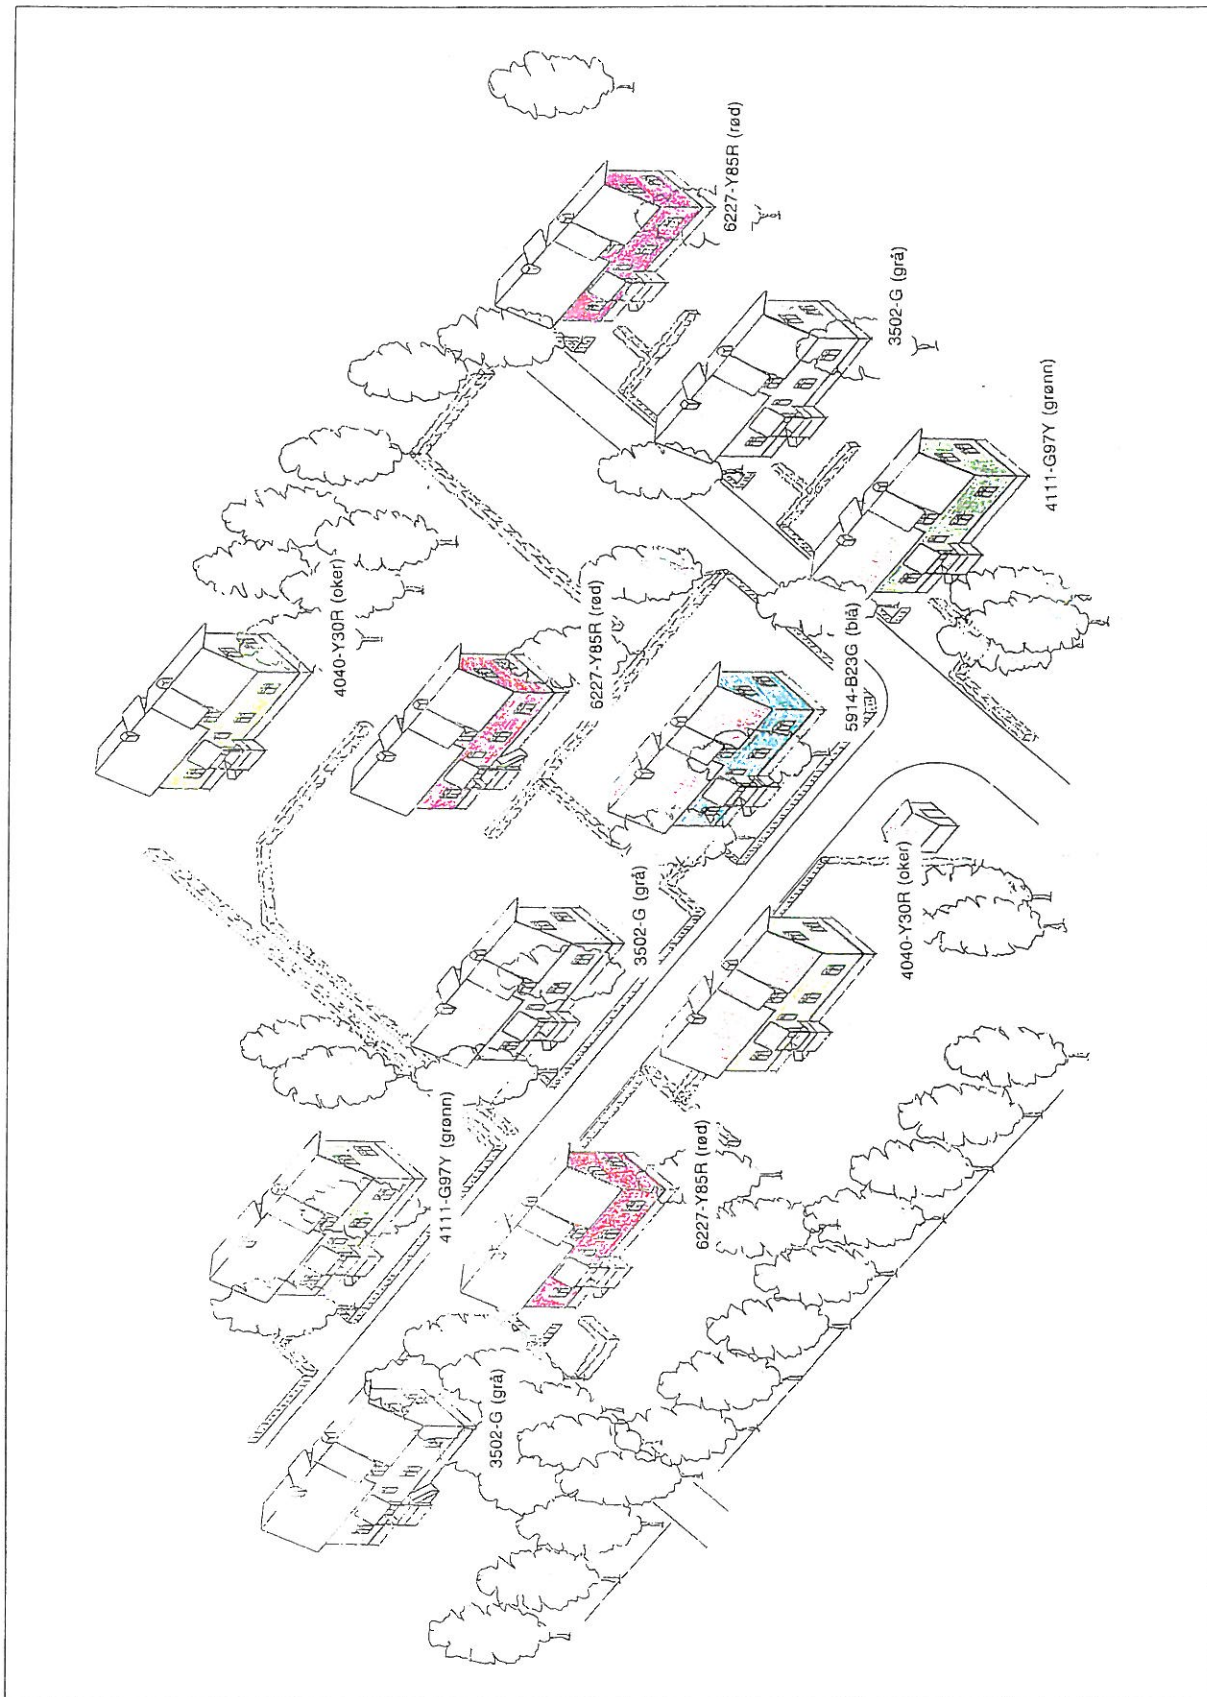 4040-Y30R (oker)
6227-Y85R (rød)
6227-Y85R (rød)
3502-G (grå)
4111-G97Y (grønn)
5914-B23G (blå)
3502-G (grå)
4111-G97Y (grønn)
4040-Y30R (oker)
6227-Y85R (rød)
3502-G (grå)